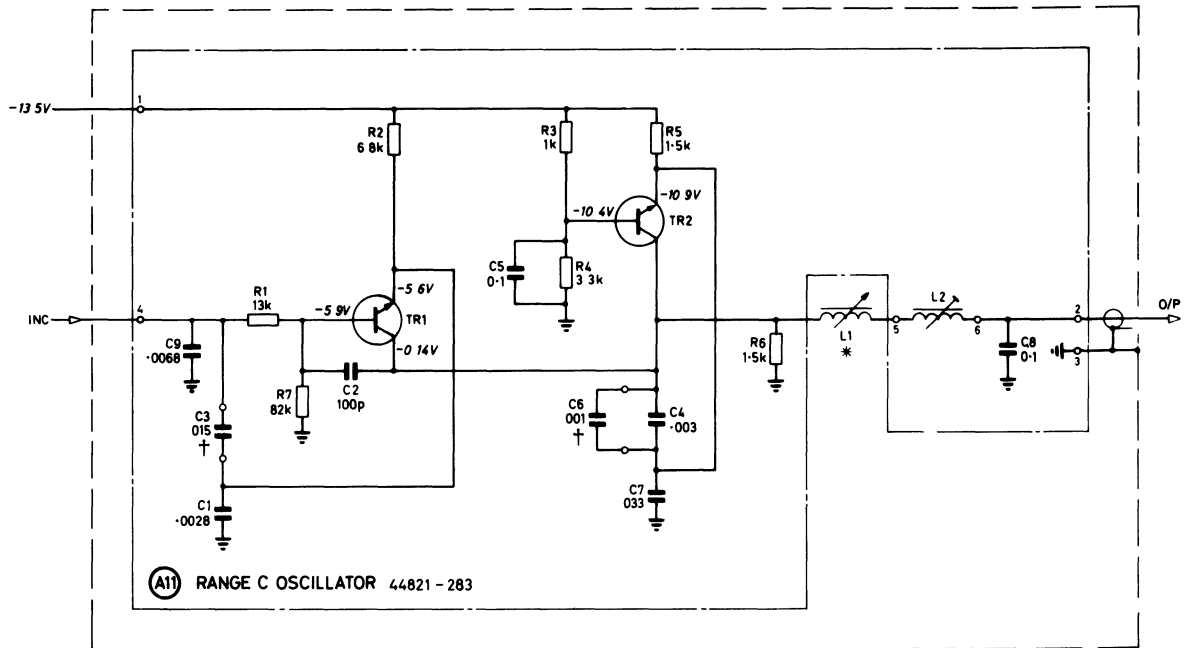 -13 5V
1
R2
6 8k
R3
1k
R5
1·5k
-10 9V
-10 4V
TR2
C5
0·1
R4
3 3k
-5 6V
R1
13k
-5 9V
TR1
-0 14V
INC
4
C9
·0068
R7
82k
C2
100p
C3
015
†
C1
·0028
C6
001
†
C4
·003
C7
033
R6
1·5k
L1
*
5
L2
6
C8
0·1
2
3
O/P
A11 RANGE C OSCILLATOR 44821 - 283